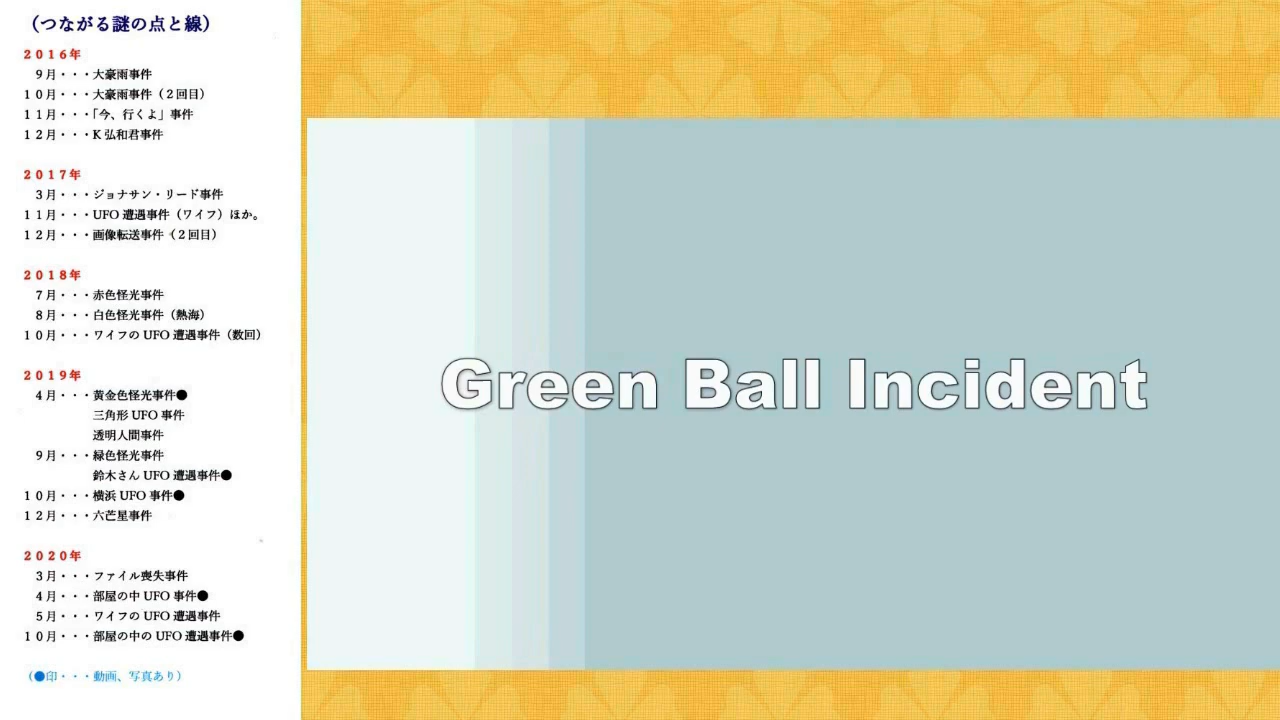 （つながる謎の点と線）
２０１６年
９月・・・大豪雨事件
１０月・・・大豪雨事件（２回目）
１１月・・・「今、行くよ」事件
１２月・・・K 弘和君事件
２０１７年
３月・・・ジョナサン・リード事件
１１月・・・UFO 遭遇事件（ワイフ）ほか。
１２月・・・画像転送事件（２回目）
２０１８年
７月・・・赤色怪光事件
８月・・・白色怪光事件（熱海）
１０月・・・ワイフの UFO 遭遇事件（数回）
２０１９年
４月・・・黄金色怪光事件●
三角形 UFO 事件
透明人間事件
９月・・・緑色怪光事件
鈴木さん UFO 遭遇事件●
１０月・・・横浜 UFO 事件●
１２月・・・六芒星事件
２０２０年
３月・・・ファイル喪失事件
４月・・・部屋の中 UFO 事件●
５月・・・ワイフの UFO 遭遇事件
１０月・・・部屋の中の UFO 遭遇事件●
（●印・・・動画、写真あり）
Green Ball Incident